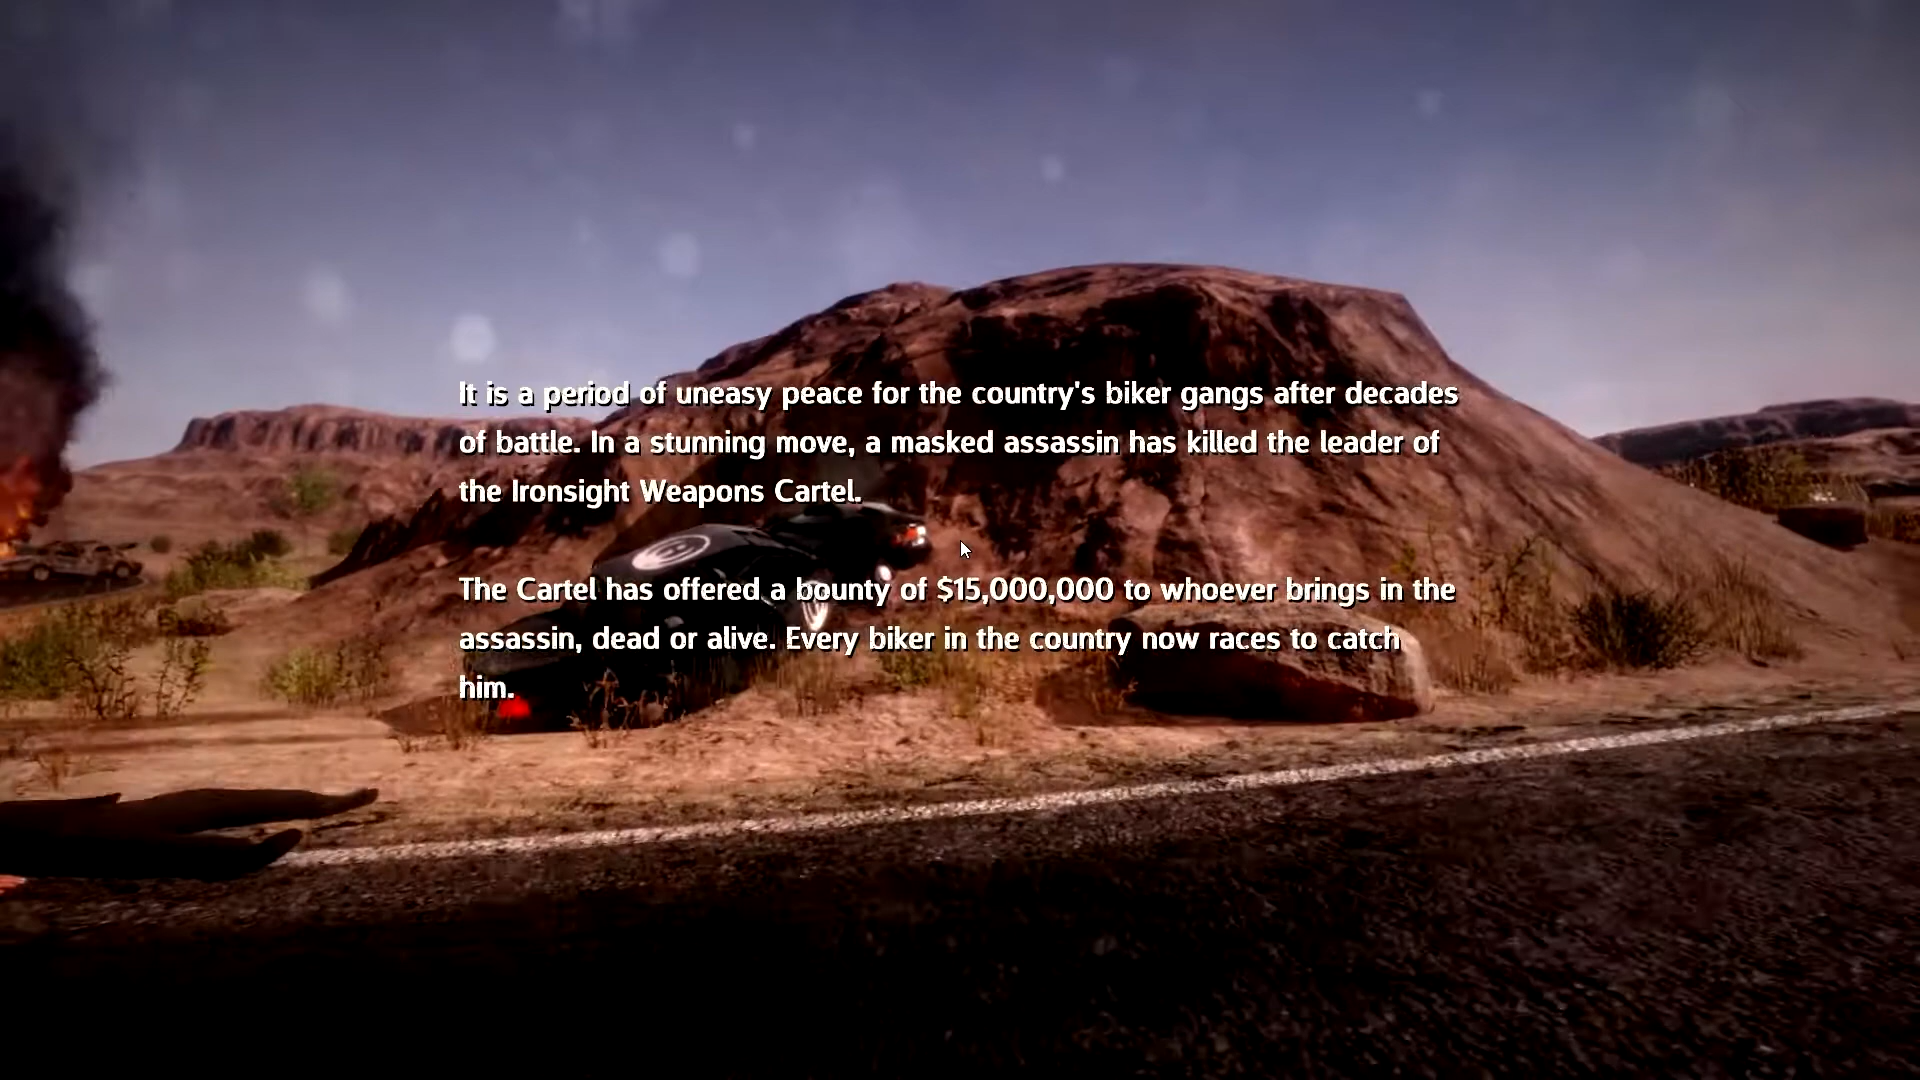 It is a period of uneasy peace for the country's biker gangs after decades
of battle. In a stunning move, a masked assassin has killed the leader of
the Ironsight Weapons Cartel.
The Cartel has offered a bounty of $15,000,000 to whoever brings in the
assassin, dead or alive. Every biker in the country now races to catch
him.